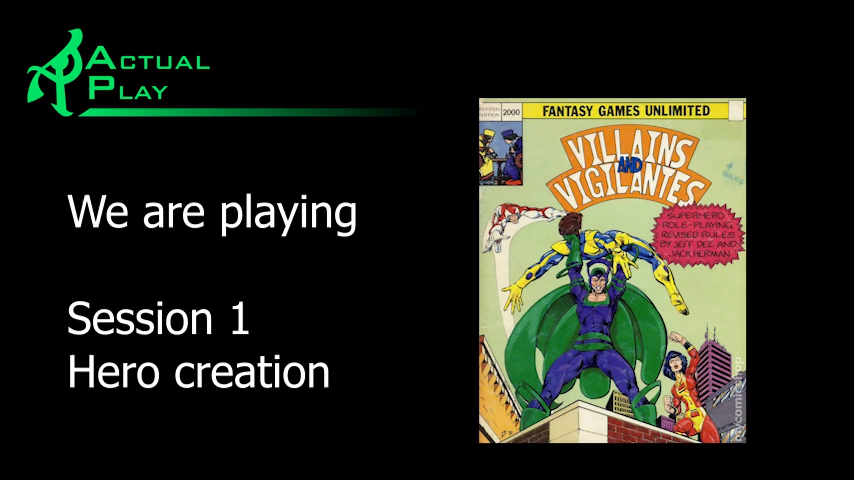 ACTUAL
PLAY
We are playing
Session 1
Hero creation
REVISED
EDITION
2000
FANTASY GAMES UNLIMITED
VILLAINS
AND
VIGILANTES
SUPERHERO
ROLE-PLAYING
REVISED RULES
BY JEFF DEE AND
JACK HERMAN
mycomicshop